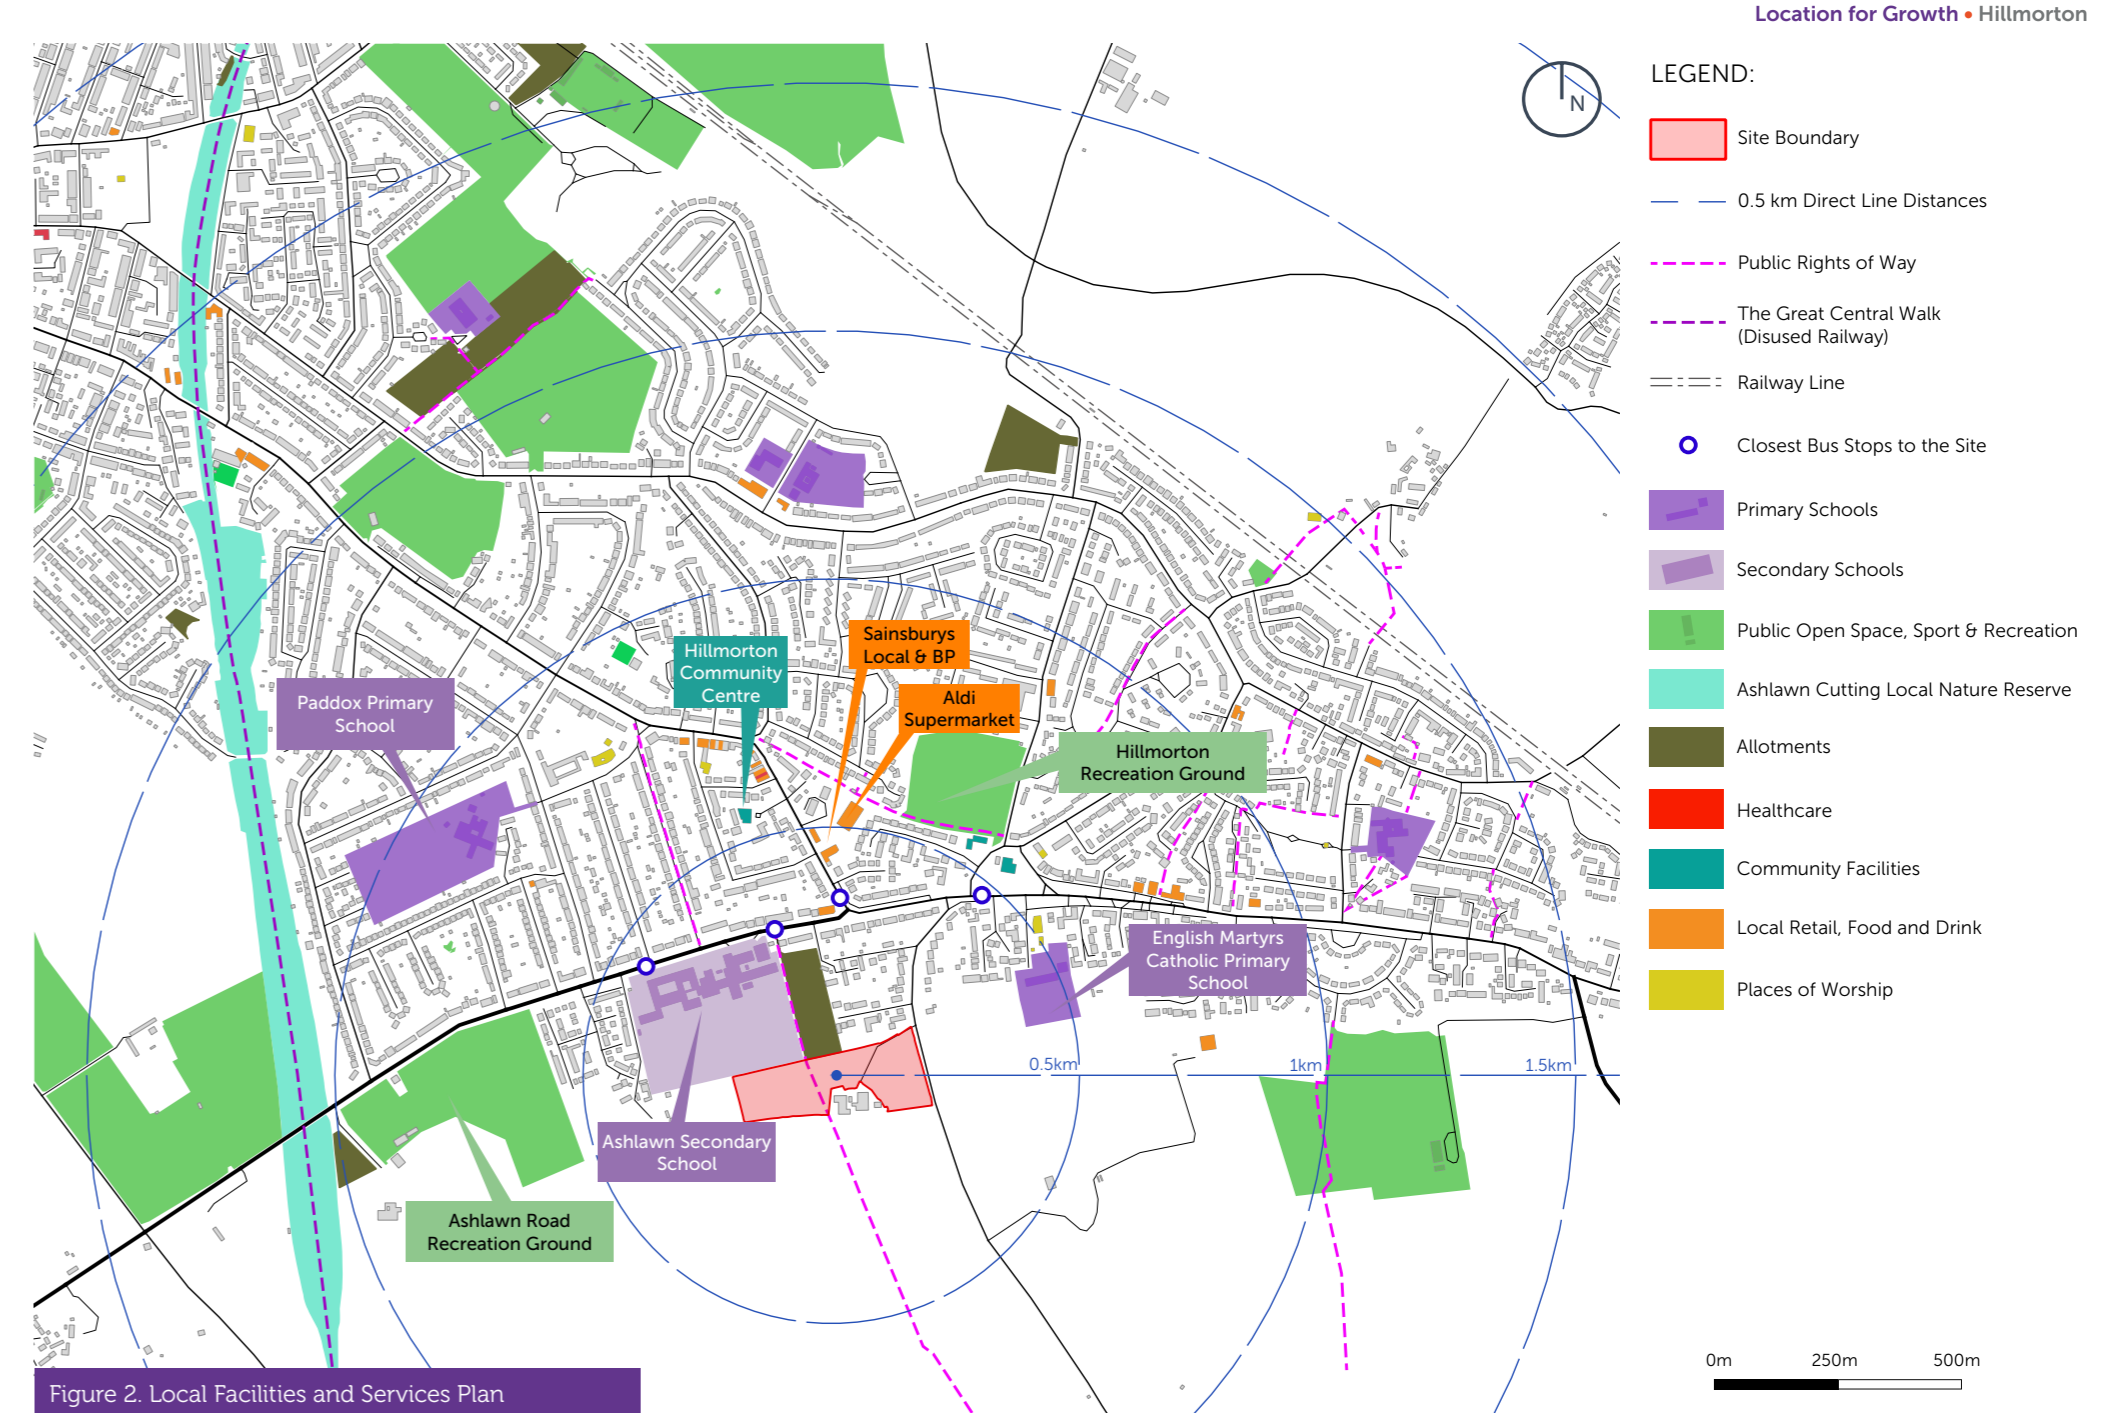 Location for Growth • Hillmorton
N
LEGEND:
Site Boundary
0.5 km Direct Line Distances
Public Rights of Way
The Great Central Walk
(Disused Railway)
Railway Line
Closest Bus Stops to the Site
Primary Schools
Secondary Schools
Public Open Space, Sport & Recreation
Ashlawn Cutting Local Nature Reserve
Allotments
Healthcare
Community Facilities
Local Retail, Food and Drink
Places of Worship
Sainsburys
Local & BP
Hillmorton
Community
Centre
Aldi
Supermarket
Paddox Primary
School
Hillmorton
Recreation Ground
English Martyrs
Catholic Primary
School
0.5km
1km
1.5km
Ashlawn Secondary
School
Ashlawn Road
Recreation Ground
0m
250m
500m
Figure 2. Local Facilities and Services Plan